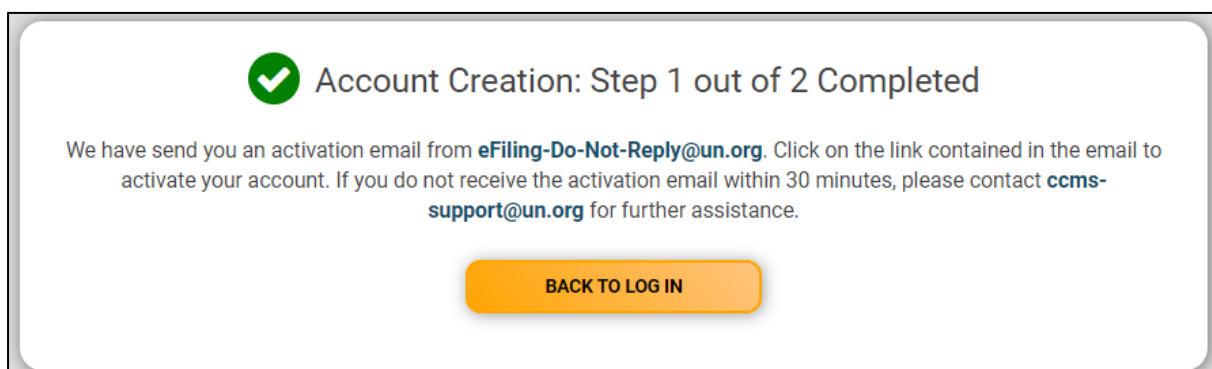 Account Creation: Step 1 out of 2 Completed
We have send you an activation email from eFiling-Do-Not-Reply@un.org. Click on the link contained in the email to
activate your account. If you do not receive the activation email within 30 minutes, please contact ccms-
support@un.org for further assistance.
BACK TO LOG IN